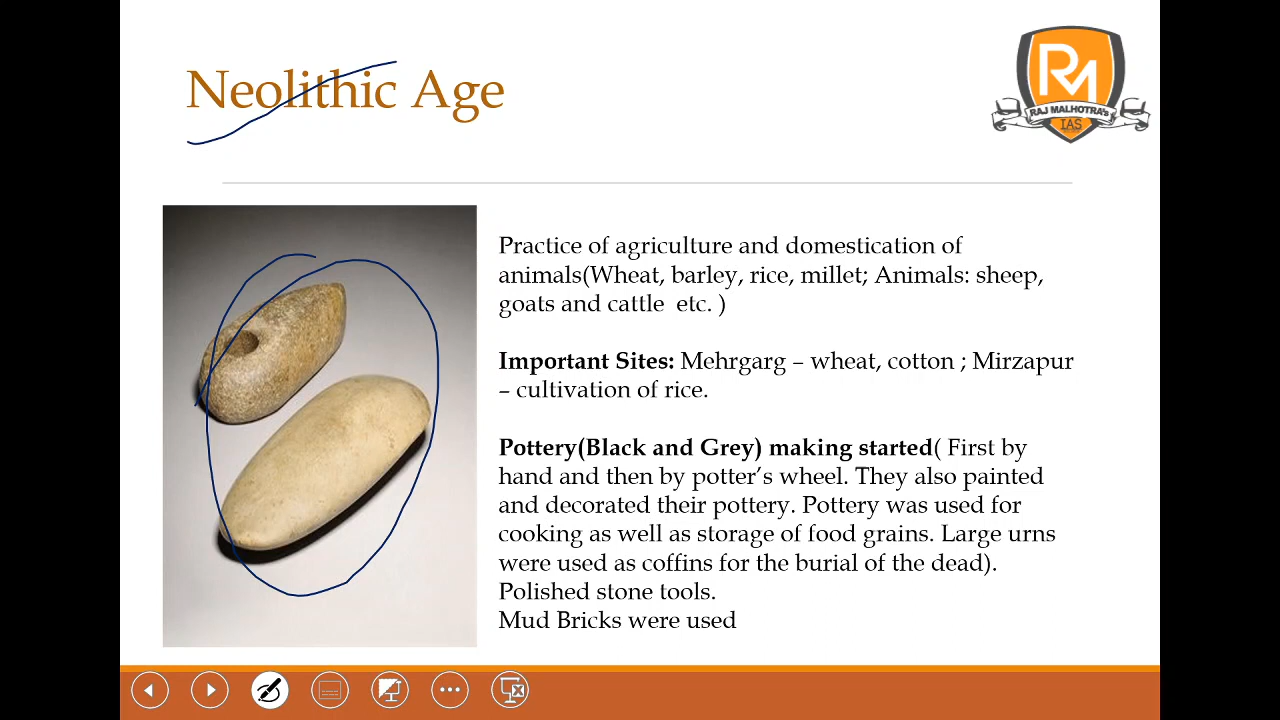 Neolithic Age
RM
RAJ MALHOTRA's
IAS
Practice of agriculture and domestication of
animals(Wheat, barley, rice, millet; Animals: sheep,
goats and cattle etc. )
Important Sites: Mehrgarg – wheat, cotton ; Mirzapur
– cultivation of rice.
Pottery(Black and Grey) making started( First by
hand and then by potter's wheel. They also painted
and decorated their pottery. Pottery was used for
cooking as well as storage of food grains. Large urns
were used as coffins for the burial of the dead).
Polished stone tools.
Mud Bricks were used